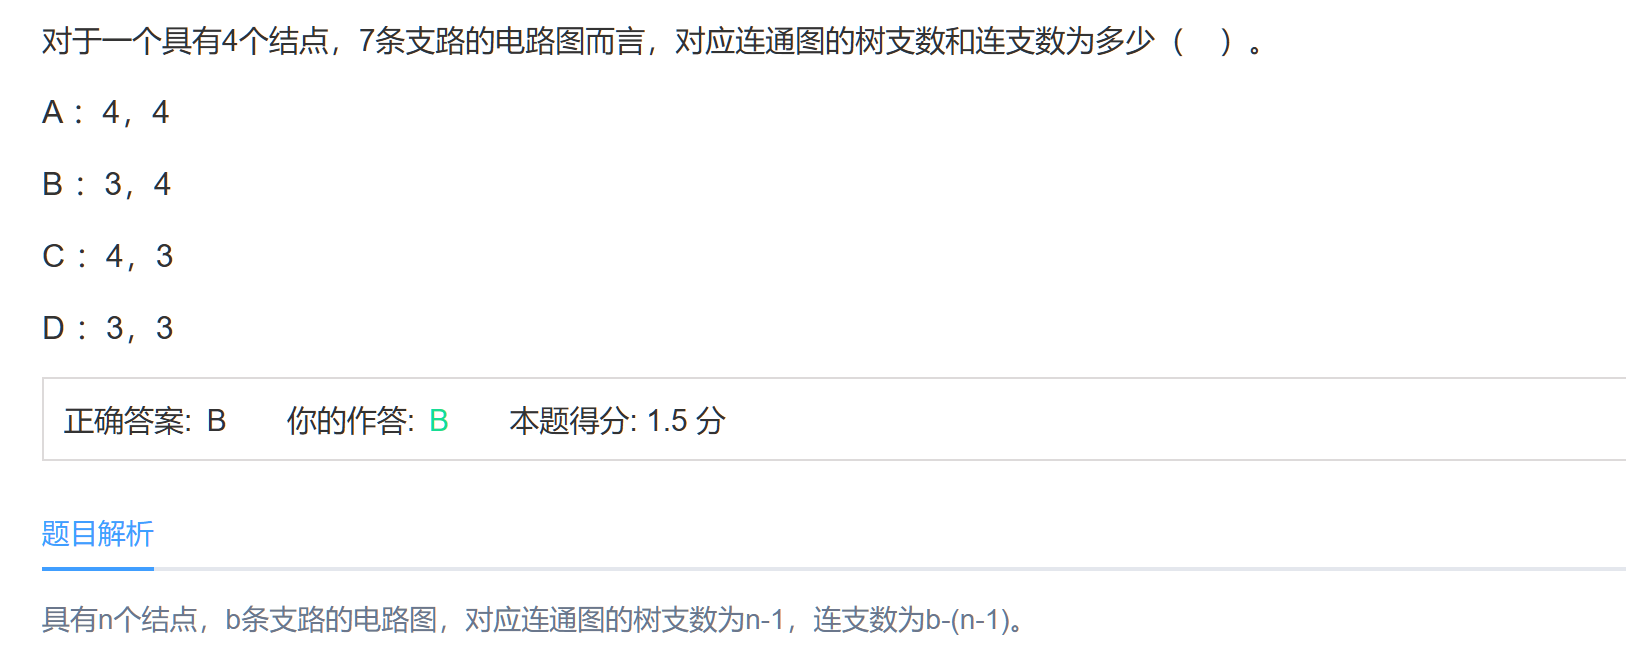 对于一个具有4个结点，7条支路的电路图而言，对应连通图的树支数和连支数为多少（　）。
A： 4，4
B： 3，4
C： 4，3
D： 3，3
正确答案: B 你的作答: B 本题得分: 1.5 分
题目解析
具有n个结点，b条支路的电路图，对应连通图的树支数为n-1，连支数为b-(n-1)。